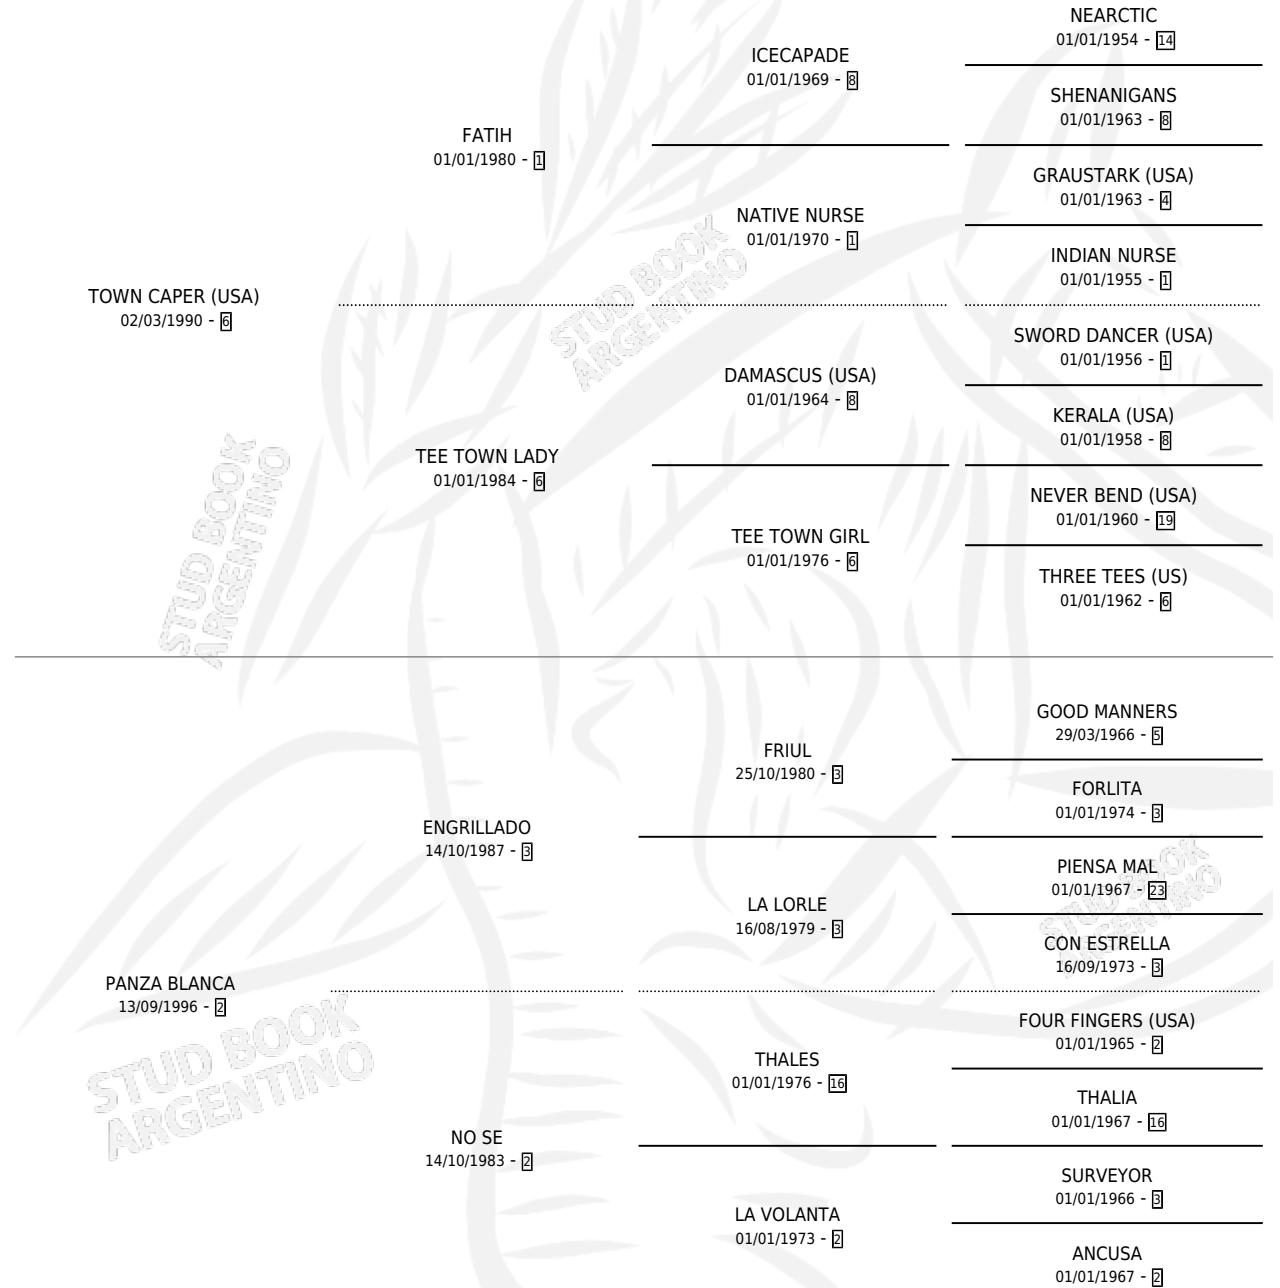 NEARCTIC
01/01/1954 - 14
ICECAPADE
01/01/1969 - 8
SHENANIGANS
01/01/1963 - 8
FATIH
01/01/1980 - 1
GRAUSTARK (USA)
01/01/1963 - 4
NATIVE NURSE
01/01/1970 - 1
INDIAN NURSE
01/01/1955 - 1
TOWN CAPER (USA)
02/03/1990 - 6
STUD BOOK
ARGENTINO
SWORD DANCER (USA)
01/01/1956 - 1
DAMASCUS (USA)
01/01/1964 - 8
KERALA (USA)
01/01/1958 - 8
TEE TOWN LADY
01/01/1984 - 6
NEVER BEND (USA)
01/01/1960 - 19
TEE TOWN GIRL
01/01/1976 - 6
THREE TEES (US)
01/01/1962 - 6
STUD BOOK
ARGENTINO
GOOD MANNERS
29/03/1966 - 5
FRIUL
25/10/1980 - 3
FORLITA
01/01/1974 - 3
ENGRILLADO
14/10/1987 - 3
PIENSA MAL
01/01/1967 - 23
LA LORLE
16/08/1979 - 3
STUD BOOK
ARGENTINO
CON ESTRELLA
16/09/1973 - 3
PANZA BLANCA
13/09/1996 - 2
STUD BOOK
ARGENTINO
FOUR FINGERS (USA)
01/01/1965 - 2
THALES
01/01/1976 - 16
THALIA
01/01/1967 - 16
NO SE
14/10/1983 - 2
SURVEYOR
01/01/1966 - 3
LA VOLANTA
01/01/1973 - 2
ANCUSA
01/01/1967 - 2